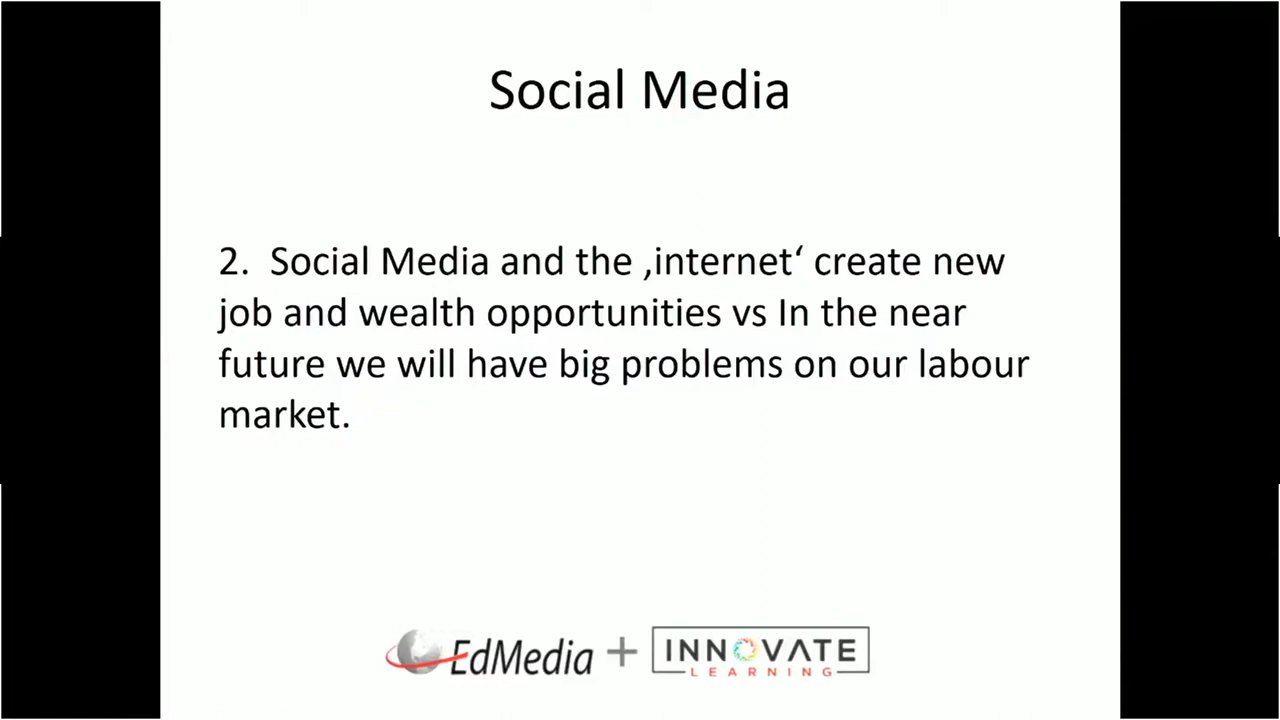 Social Media
2. Social Media and the ‚internet‘ create new
job and wealth opportunities vs In the near
future we will have big problems on our labour
market.
EdMedia + INNOVATE
LEARNING